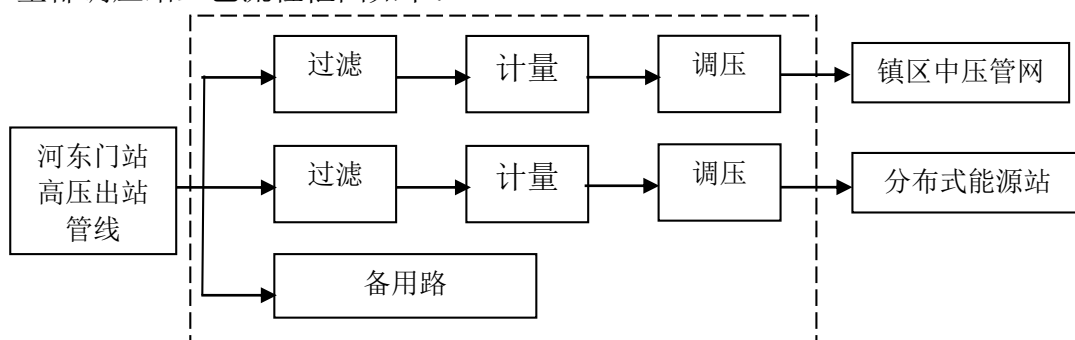 过滤
计量
调压
镇区中压管网
河东门站
高压出站
管线
过滤
计量
调压
分布式能源站
备用路